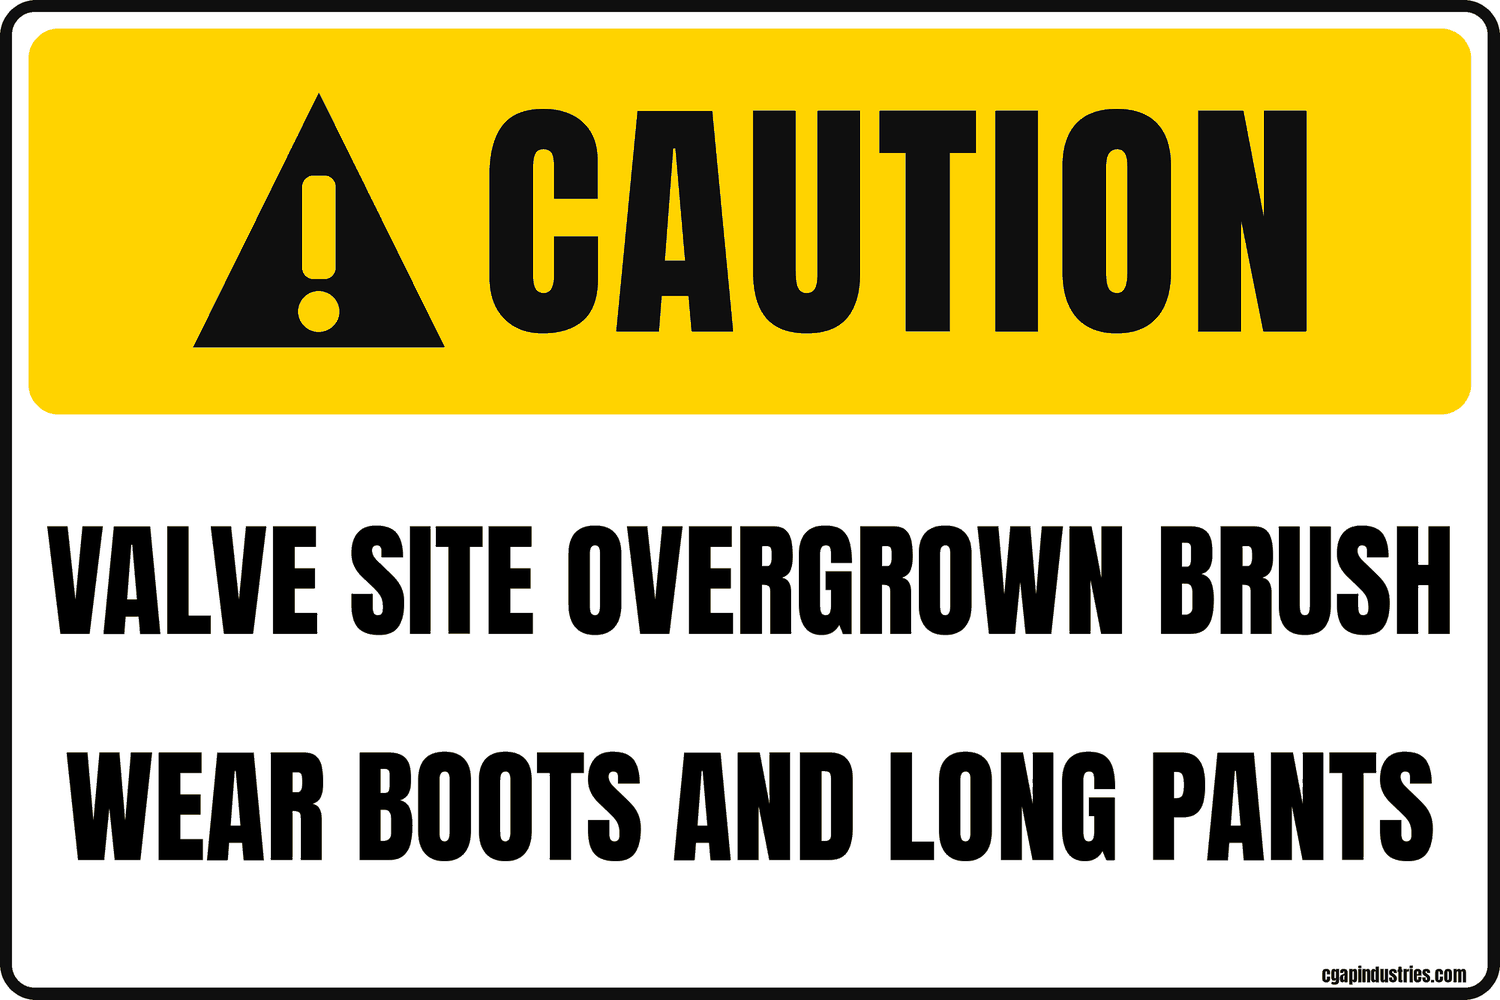 CAUTION
VALVE SITE OVERGROWN BRUSH
WEAR BOOTS AND LONG PANTS
cgapindustries.com